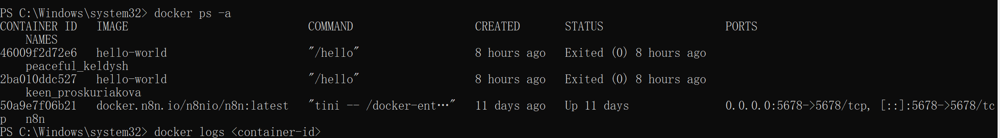 PS C:\Windows\system32> docker ps -a
CONTAINER ID   IMAGE                            COMMAND                   CREATED       STATUS                   PORTS
    NAMES
46009f2d72e6   hello-world                      "/hello"                  8 hours ago   Exited (0) 8 hours ago
    peaceful_keldysh
2ba010ddc527   hello-world                      "/hello"                  8 hours ago   Exited (0) 8 hours ago
    keen_proskuriakova
50a9e7f06b21   docker.n8n.io/n8nio/n8n:latest   "tini -- /docker-ent…"   11 days ago   Up 11 days               0.0.0.0:5678->5678/tcp, [::]:5678->5678/tc
p   n8n
PS C:\Windows\system32> docker logs <container-id>